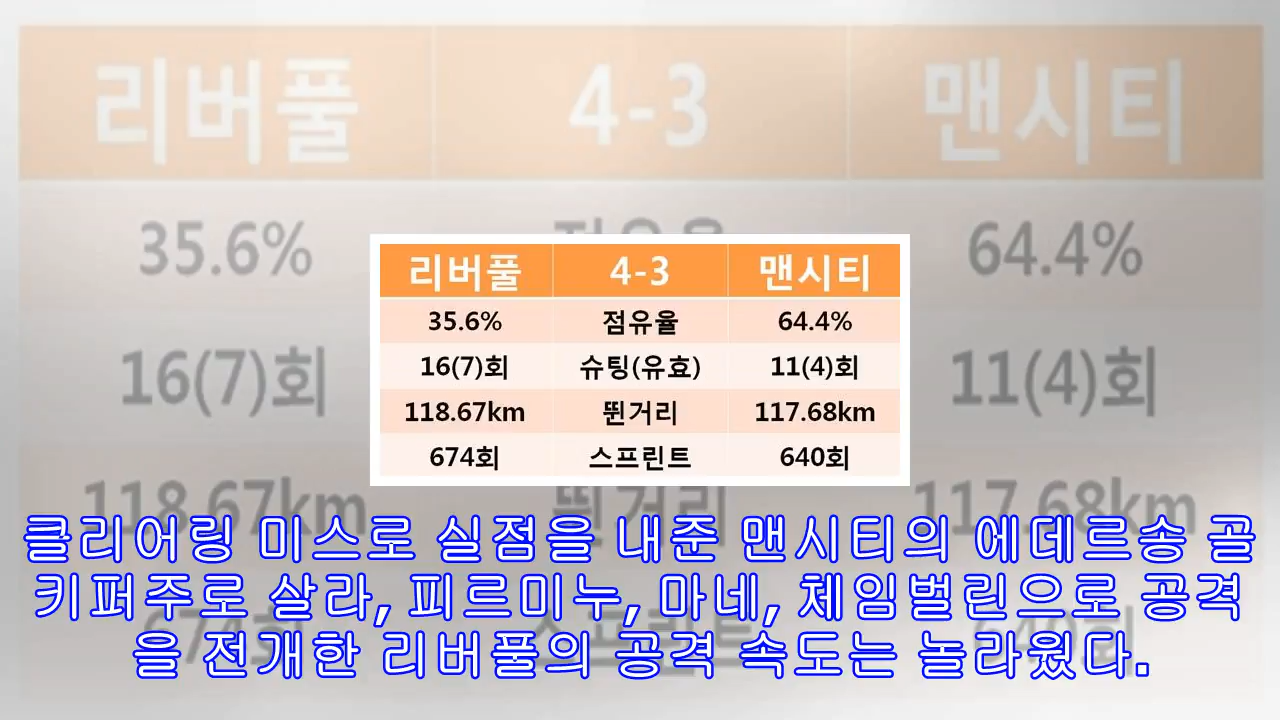 리버풀 4-3 맨시티
35.6% 점유율 64.4%
16(7)회 슈팅(유효) 11(4)회
118.67km 뛴거리 117.68km
674회 스프린트 640회
클리어링 미스로 실점을 내준 맨시티의 에데르송 골
키퍼주로 살라, 피르미누, 마네, 체임벌린으로 공격
을 전개한 리버풀의 공격 속도는 놀라웠다.